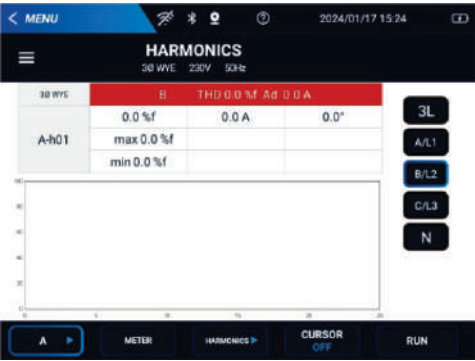 < MENU 2024/01/17 15:24
HARMONICS
3Ø WYE 230V 50Hz
3Ø WYE B THD 0.0 %f Ad 0.0 A
0.0 %f 0.0 A 0.0°
A-h01 max 0.0 %f
min 0.0 %f
3L
A/L1
B/L2
C/L3
N
A METER HARMONICS CURSOR OFF RUN